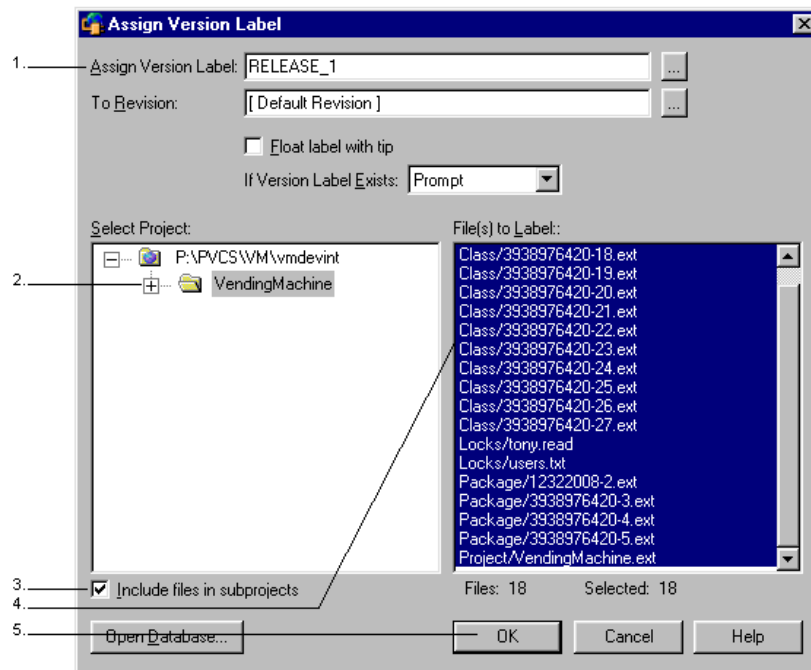 Assign Version Label
1. Assign Version Label: RELEASE_1 ...
To Revision: [ Default Revision ] ...
Float label with tip
If Version Label Exists: Prompt
Select Project:
P:\PVCS\VM\vmdevint
2. VendingMachine
File(s) to Label::
Class/3938976420-18.ext
Class/3938976420-19.ext
Class/3938976420-20.ext
Class/3938976420-21.ext
Class/3938976420-22.ext
Class/3938976420-23.ext
Class/3938976420-24.ext
Class/3938976420-25.ext
Class/3938976420-26.ext
Class/3938976420-27.ext
Locks/tony.read
Locks/users.txt
Package/12322008-2.ext
Package/3938976420-3.ext
Package/3938976420-4.ext
Package/3938976420-5.ext
Project/VendingMachine.ext
3. Include files in subprojects
4.
Files: 18 Selected: 18
5. Open Database... OK Cancel Help